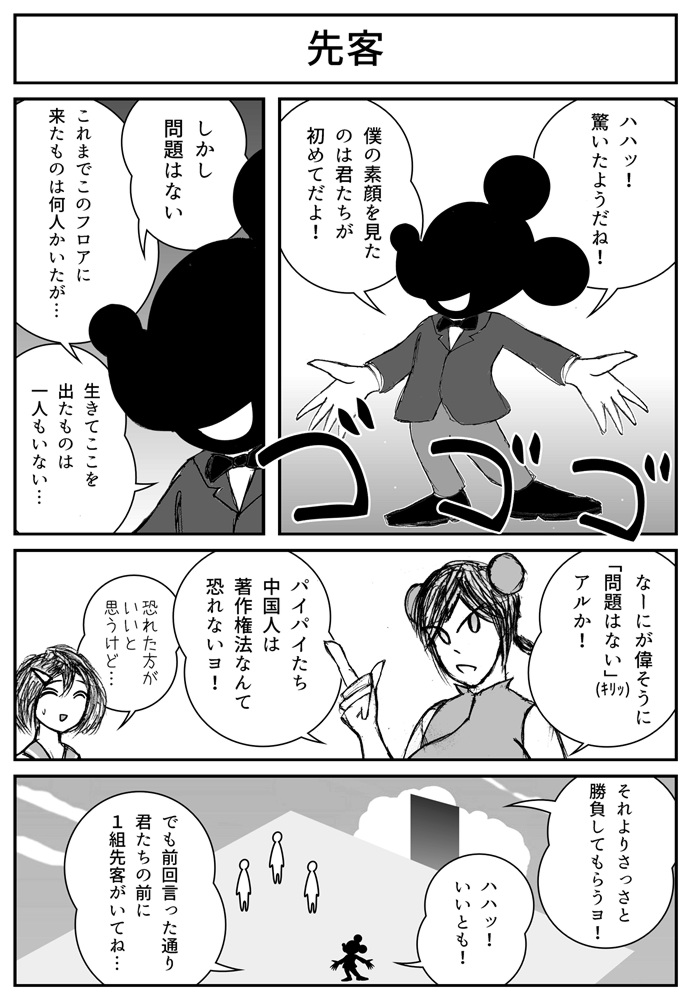 先客
ハハッ！
驚いたようだね！
僕の素顔を見た
のは君たちが
初めてだよ！
ゴゴゴ
しかし
問題はない
これまでこのフロアに
来たものは何人かいたが…
生きてここを
出たものは
一人もいない…
なーにが偉そうに
「問題はない」(ｷﾘｯ)
アルか！
パイパイたち
中国人は
著作権法なんて
恐れないヨ！
恐れた方が
いいと
思うけど…
それよりさっさと
勝負してもらうヨ！
ハハッ！
いいとも！
でも前回言った通り
君たちの前に
１組先客がいてね…